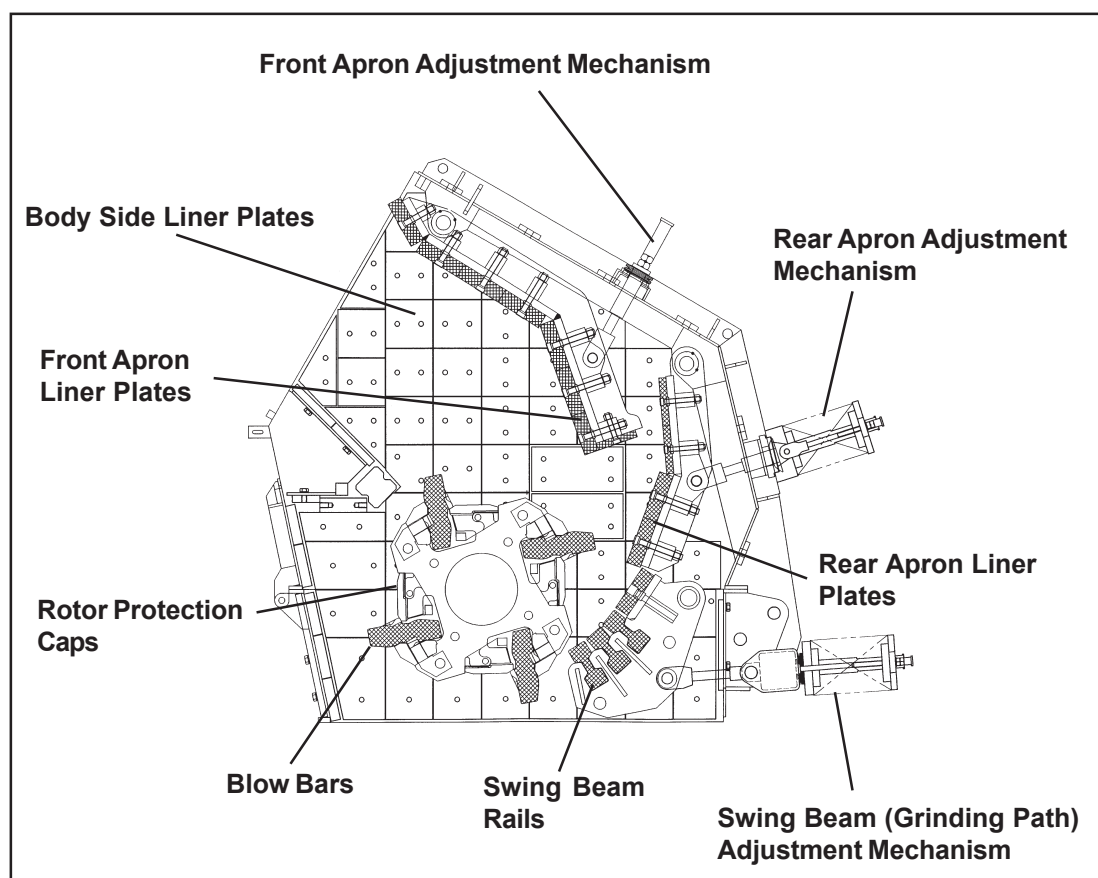 Front Apron Adjustment Mechanism
Body Side Liner Plates
Rear Apron Adjustment
Mechanism
Front Apron
Liner Plates
Rear Apron Liner
Plates
Rotor Protection
Caps
Blow Bars
Swing Beam
Rails
Swing Beam (Grinding Path)
Adjustment Mechanism